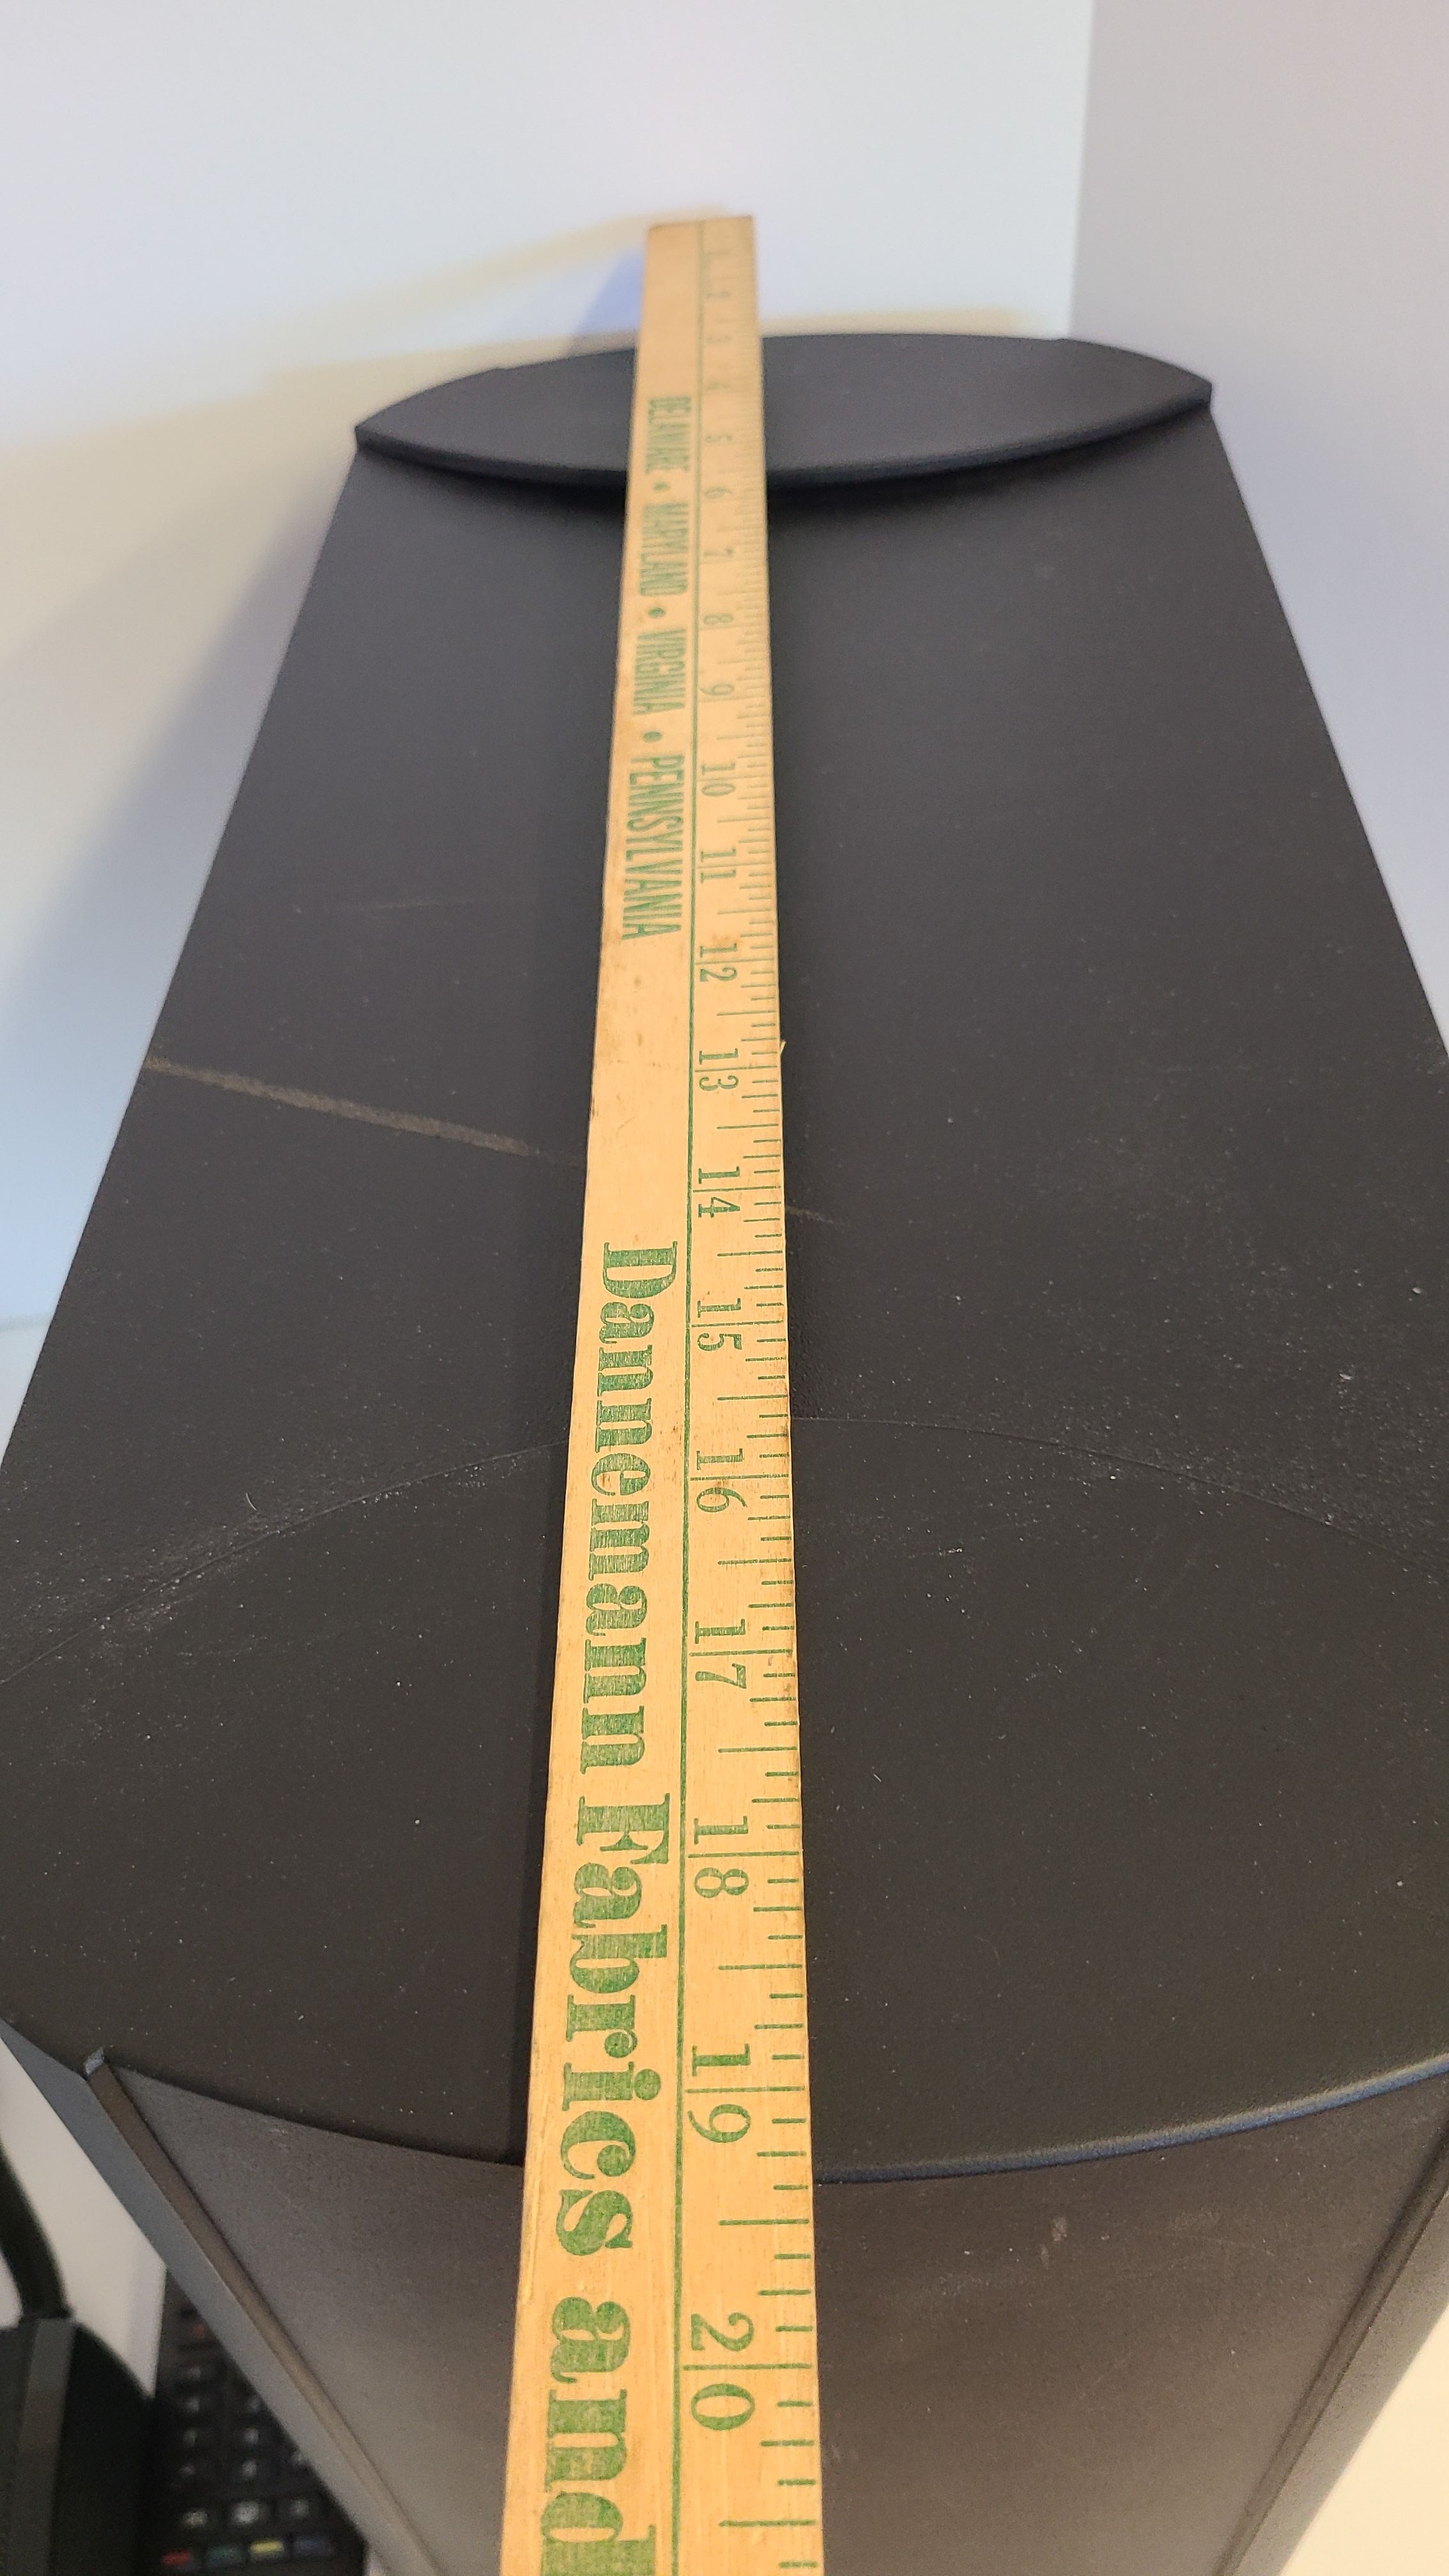 DELAWARE • MARYLAND • VIRGINIA • PENNSYLVANIA
Dannemann Fabrics and
2 3 4 5 6 7 8 9 10 11 12 13 14 15 16 17 18 19 20